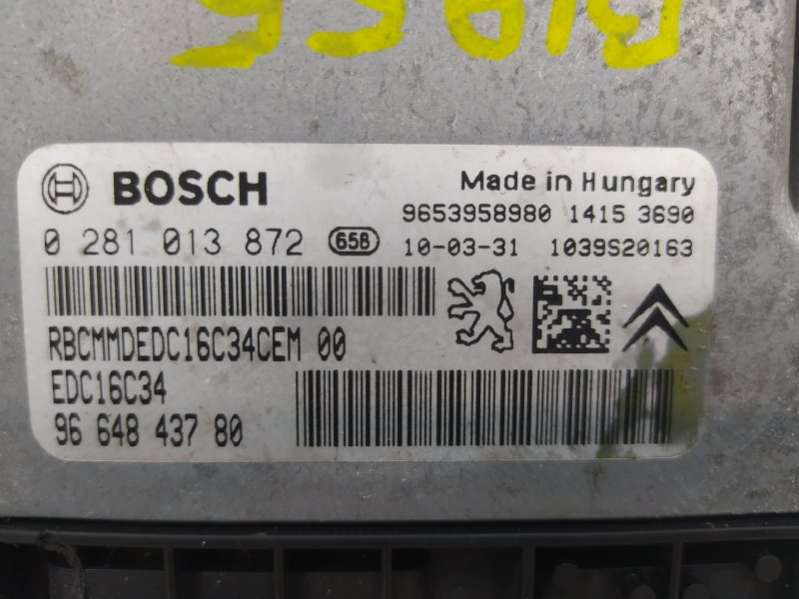 BOSCH
Made in Hungary
9653958980 1415 3690
0 281 013 872 658
10-03-31 1039S20163
RBCMMDEDC16C34CEM 00
EDC16C34
96 648 437 80